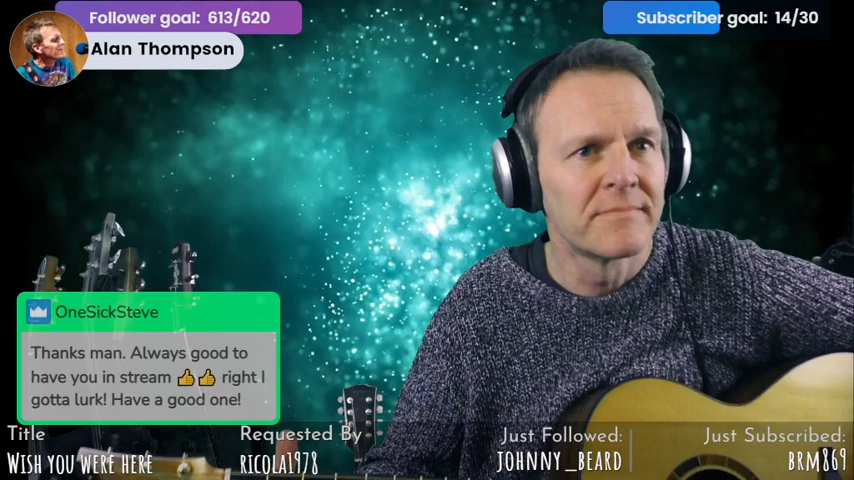 Follower goal: 613/620
Subscriber goal: 14/30
Alan Thompson
OneSickSteve
Thanks man. Always good to
have you in stream 👍👍 right I
gotta lurk! Have a good one!
Title
Requested By
Just Followed:
Just Subscribed:
Wish you were here
ricola1978
johnny_beard
brm869